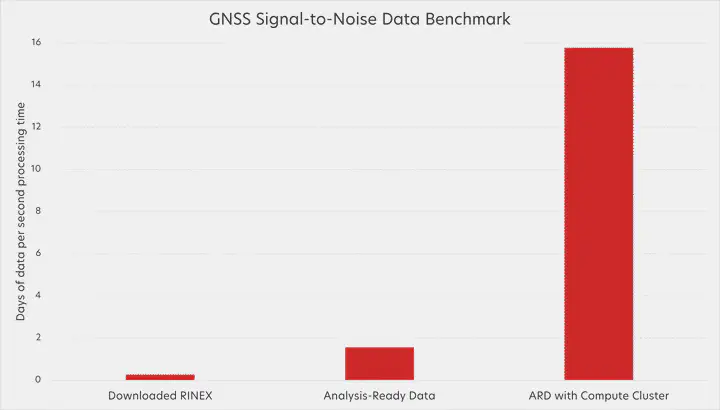 GNSS Signal-to-Noise Data Benchmark
Days of data per second processing time
16
14
12
10
8
6
4
2
0
Downloaded RINEX
Analysis-Ready Data
ARD with Compute Cluster